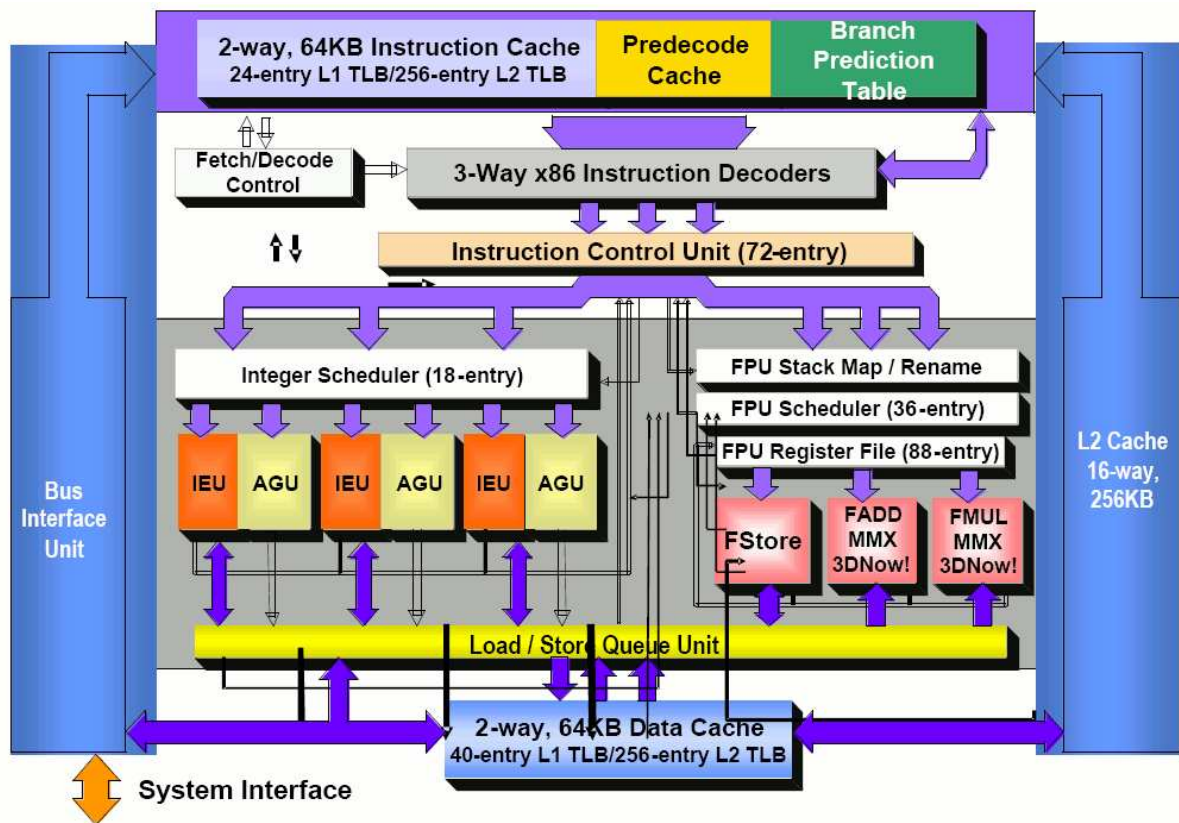 2-way, 64KB Instruction Cache
24-entry L1 TLB/256-entry L2 TLB
Predecode
Cache
Branch
Prediction
Table
Fetch/Decode
Control
3-Way x86 Instruction Decoders
Instruction Control Unit (72-entry)
Integer Scheduler (18-entry)
FPU Stack Map / Rename
FPU Scheduler (36-entry)
FPU Register File (88-entry)
Bus
Interface
Unit
IEU
AGU
IEU
AGU
IEU
AGU
FStore
FADD
MMX
3DNow!
FMUL
MMX
3DNow!
L2 Cache
16-way,
256KB
Load / Store Queue Unit
2-way, 64KB Data Cache
40-entry L1 TLB/256-entry L2 TLB
System Interface